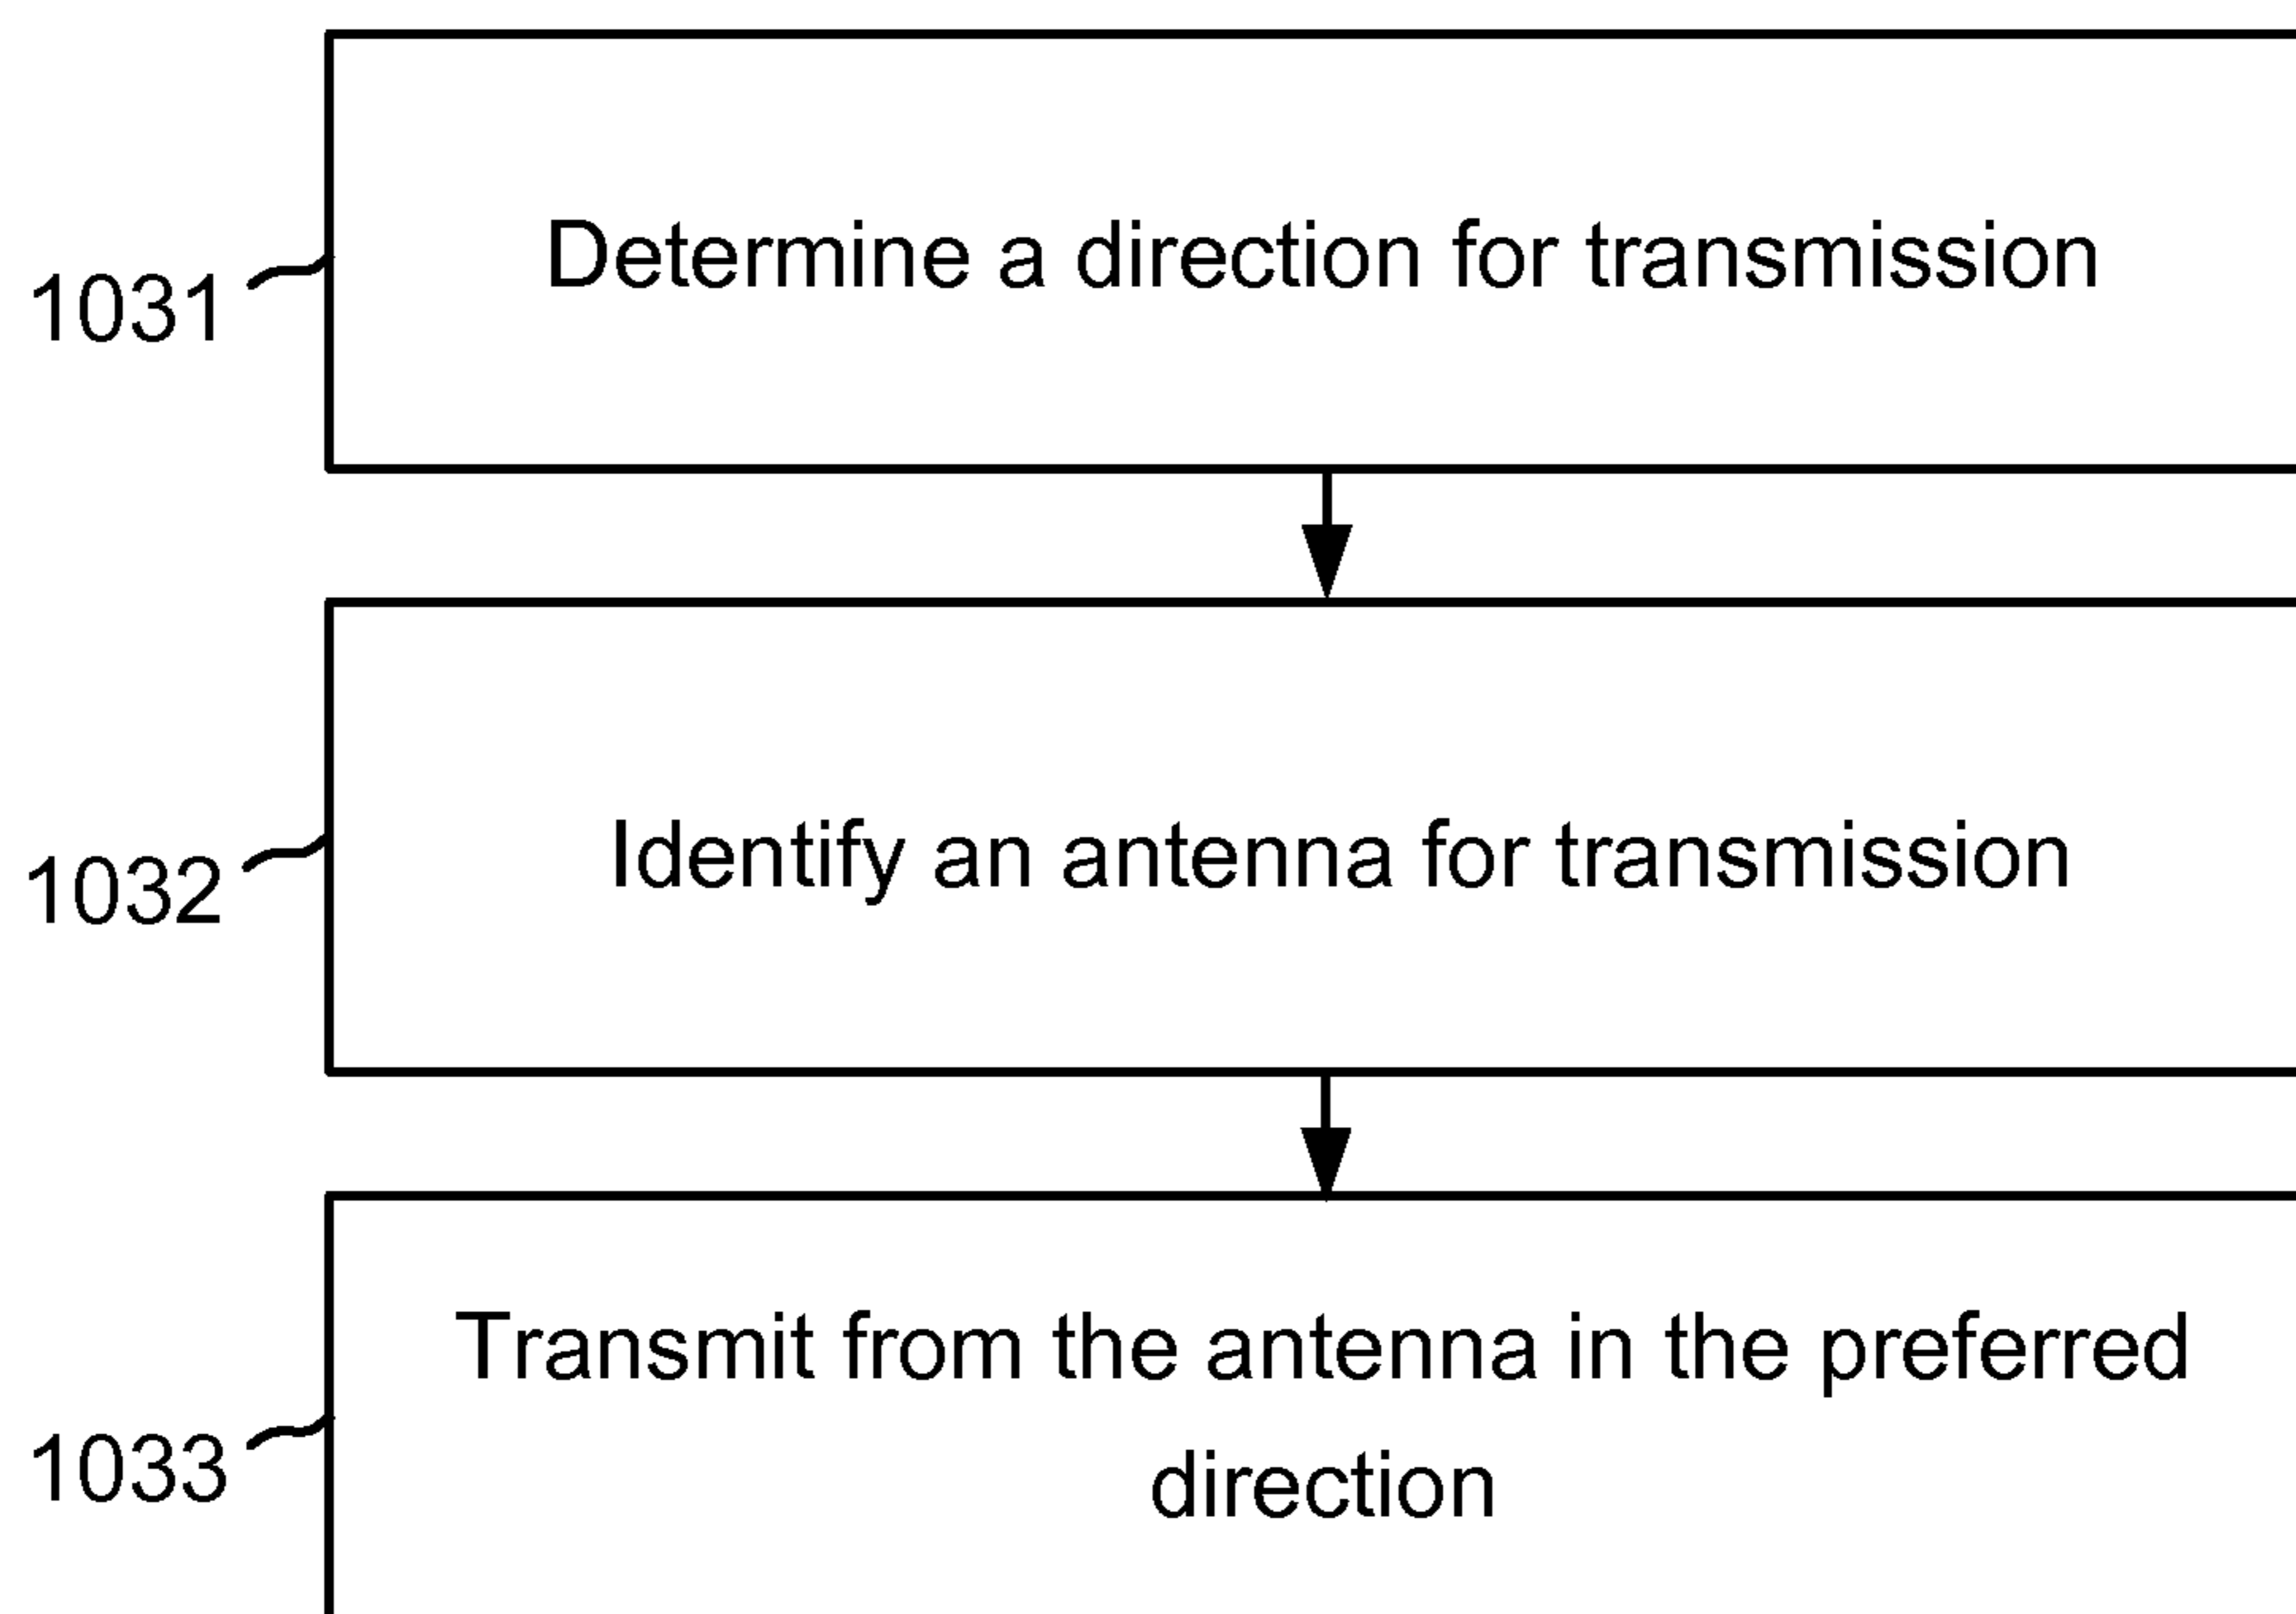 Determine a direction for transmission
1031
Identify an antenna for transmission
1032
Transmit from the antenna in the preferred
direction
1033